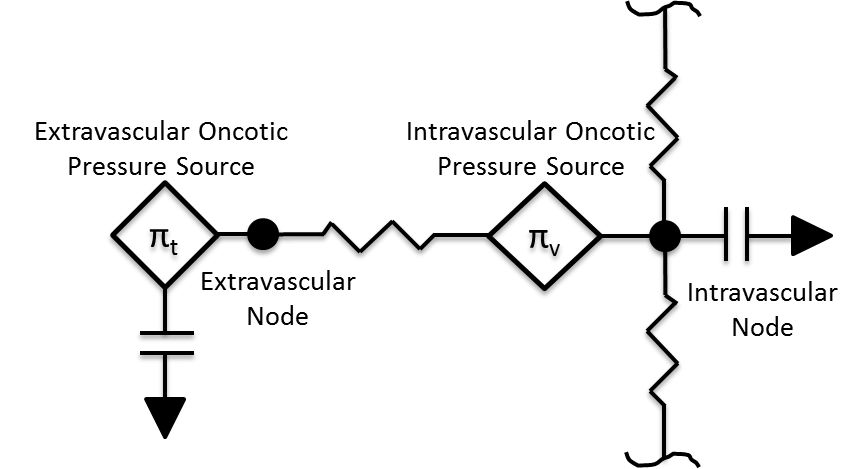 Extravascular Oncotic
Pressure Source
Intravascular Oncotic
Pressure Source
πt
πv
Extravascular
Node
Intravascular
Node